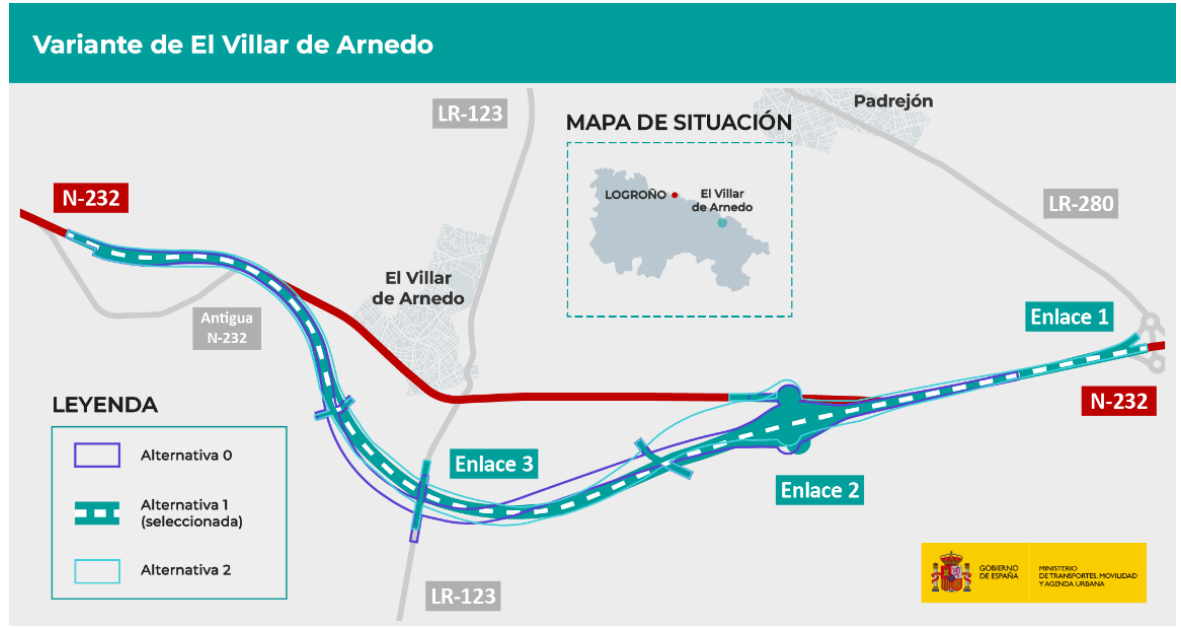 Variante de El Villar de Arnedo
LR-123
Padrejón
MAPA DE SITUACIÓN
LOGROÑO
El Villar
de Arnedo
N-232
LR-280
El Villar
de Arnedo
Antigua
N-232
Enlace 1
N-232
LEYENDA
Alternativa 0
Alternativa 1
(seleccionada)
Alternativa 2
Enlace 3
Enlace 2
LR-123
GOBIERNO
DE ESPAÑA
MINISTERIO
DE TRANSPORTES, MOVILIDAD
Y AGENDA URBANA